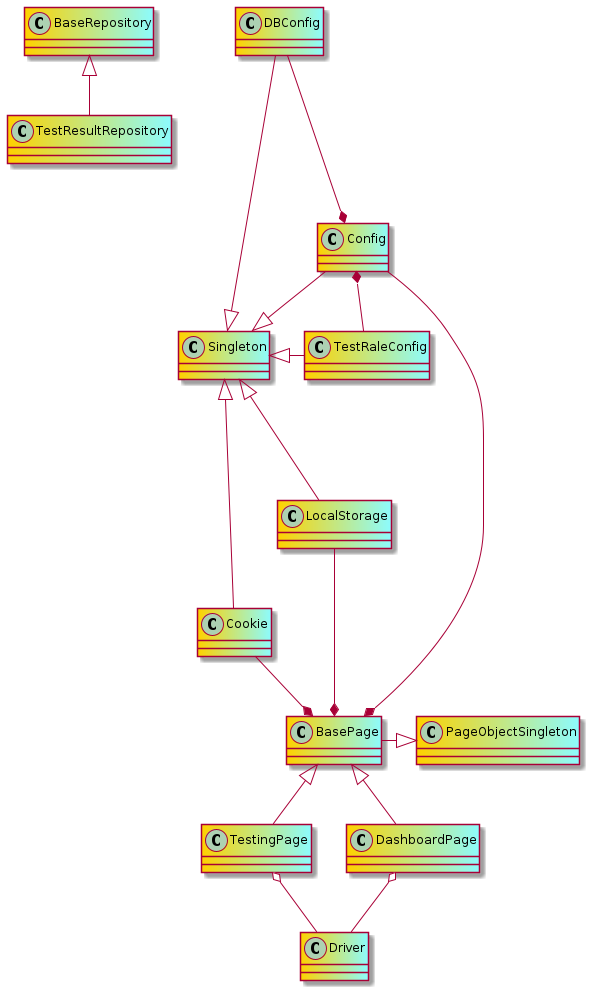 C BaseRepository
C DBConfig
C TestResultRepository
C Config
C Singleton
C TestRaleConfig
C LocalStorage
C Cookie
C BasePage
C PageObjectSingleton
C TestingPage
C DashboardPage
C Driver